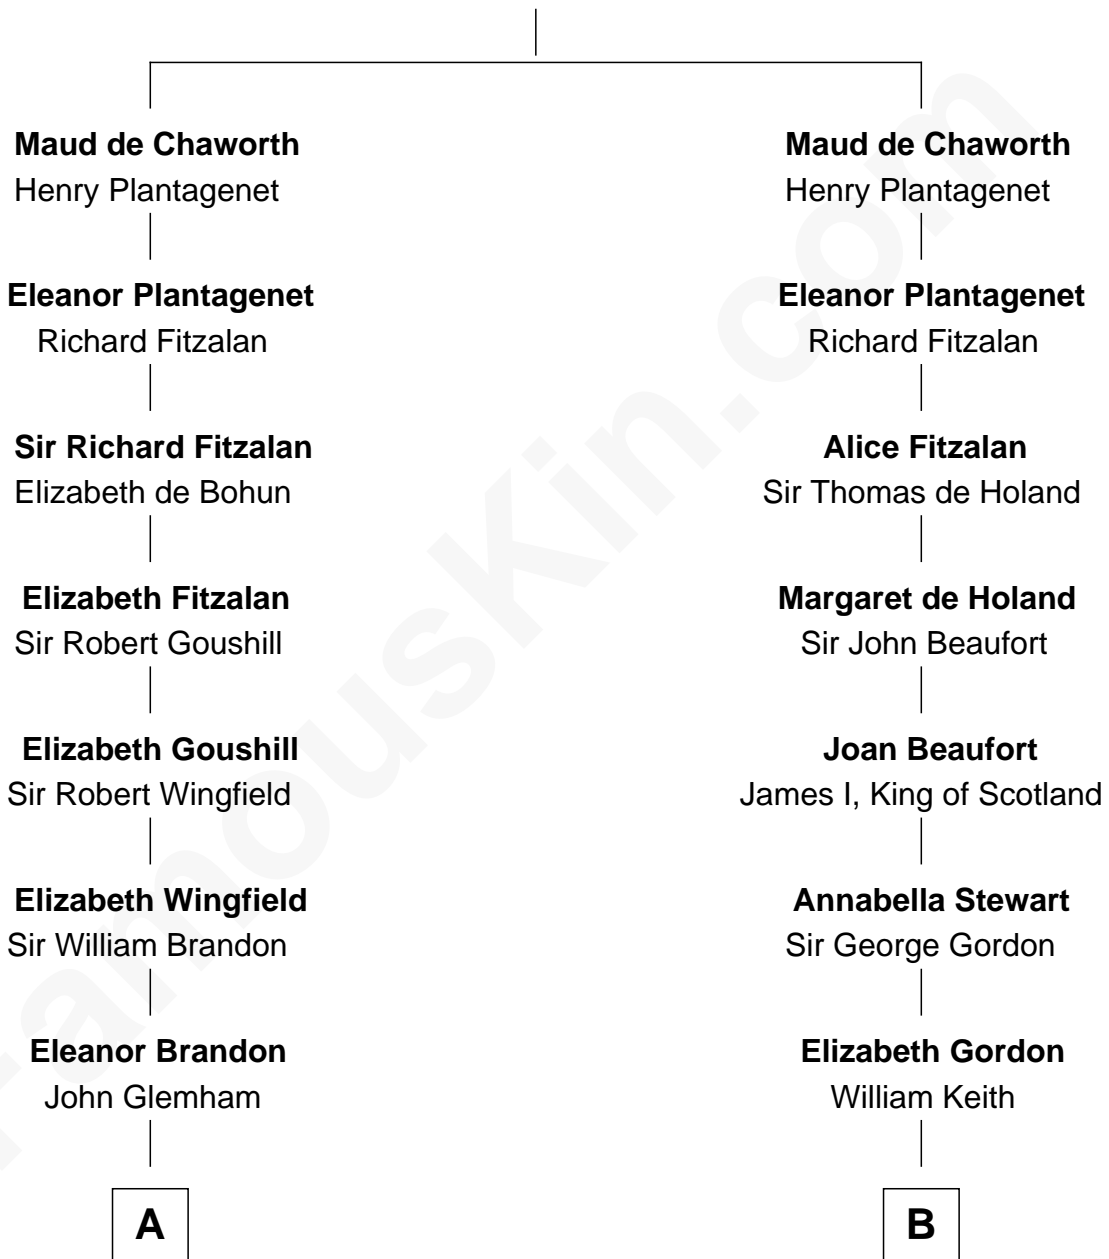 Maud de Chaworth
Henry Plantagenet
Eleanor Plantagenet
Richard Fitzalan
Sir Richard Fitzalan
Elizabeth de Bohun
Elizabeth Fitzalan
Sir Robert Goushill
Elizabeth Goushill
Sir Robert Wingfield
Elizabeth Wingfield
Sir William Brandon
Eleanor Brandon
John Glemham
A
Maud de Chaworth
Henry Plantagenet
Eleanor Plantagenet
Richard Fitzalan
Alice Fitzalan
Sir Thomas de Holand
Margaret de Holand
Sir John Beaufort
Joan Beaufort
James I, King of Scotland
Annabella Stewart
Sir George Gordon
Elizabeth Gordon
William Keith
B
FamousKin.com